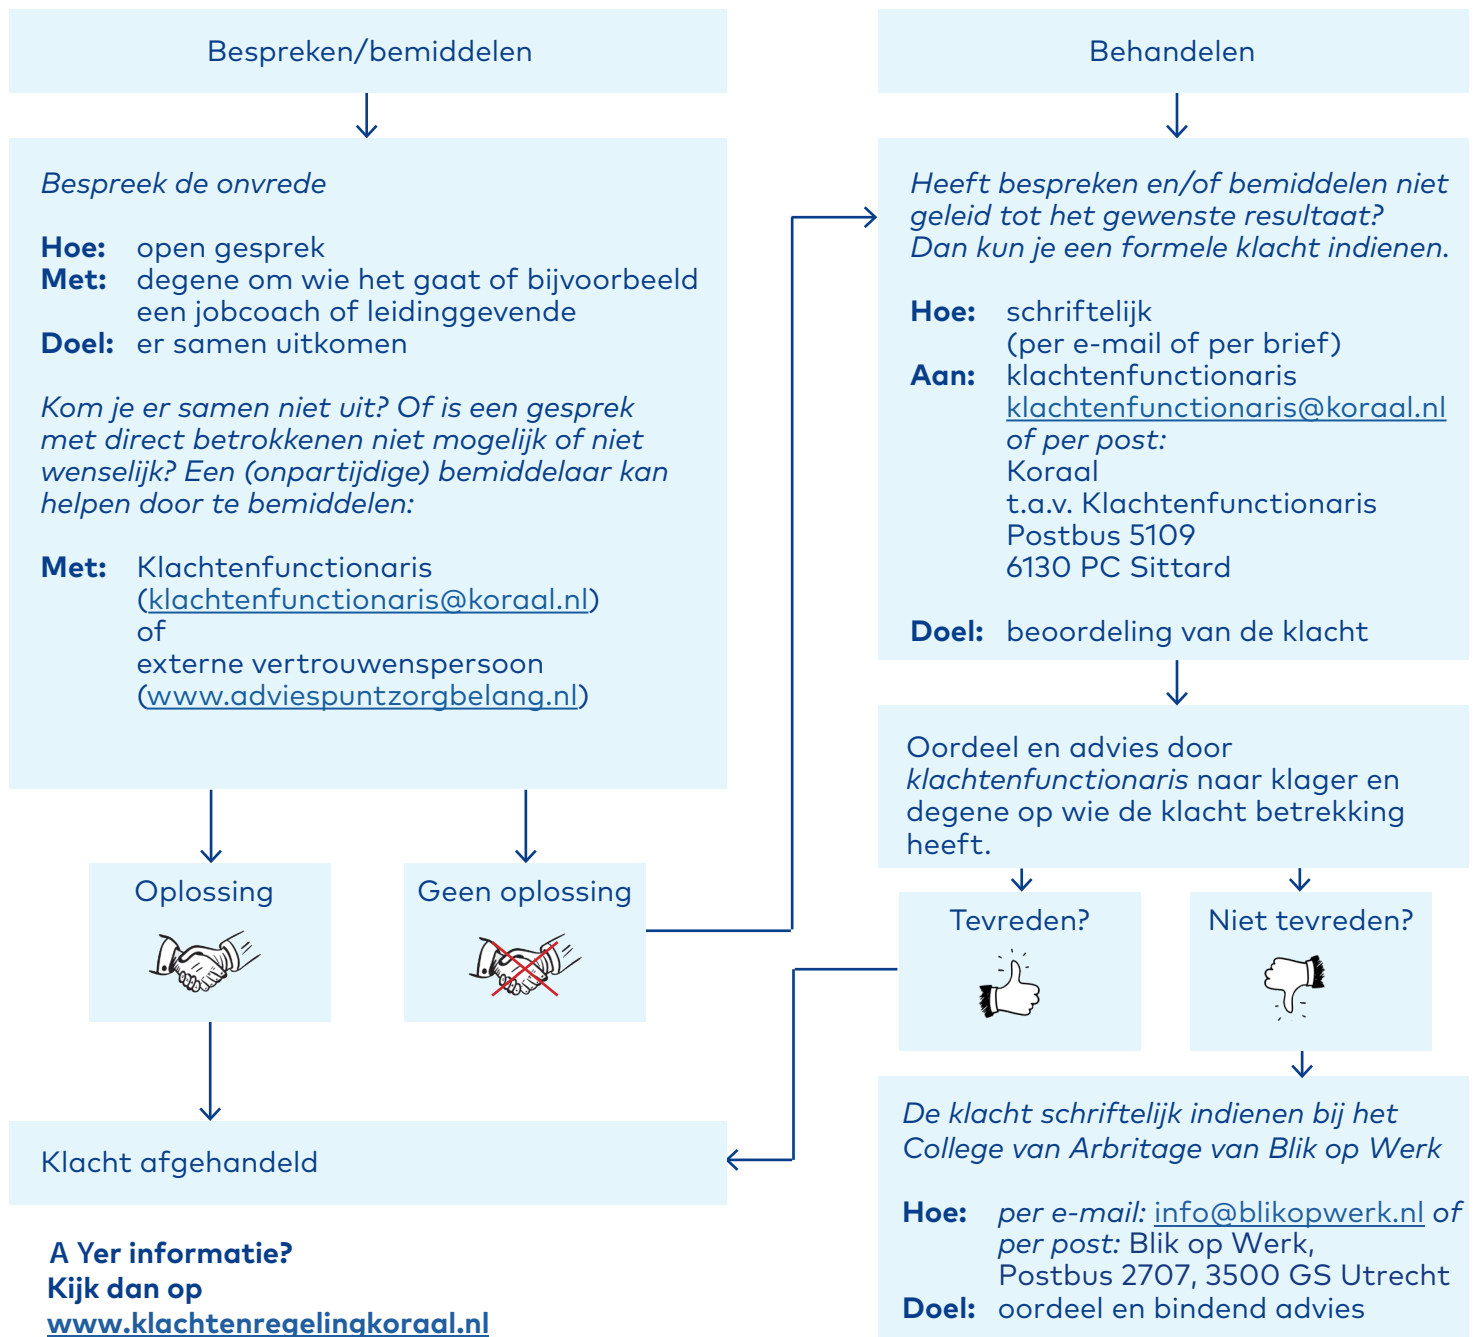 Bespreken/bemiddelen
Bespreek de onvrede
Hoe: open gesprek
Met: degene om wie het gaat of bijvoorbeeld
een jobcoach of leidinggevende
Doel: er samen uitkomen
Kom je er samen niet uit? Of is een gesprek
met direct betrokkenen niet mogelijk of niet
wenselijk? Een (onpartijdige) bemiddelaar kan
helpen door te bemiddelen:
Met: Klachtenfunctionaris
(klachtenfunctionaris@koraal.nl)
of
externe vertrouwenspersoon
(www.adviespuntzorgbelang.nl)
Oplossing
Geen oplossing
Klacht afgehandeld
A Yer informatie?
Kijk dan op
www.klachtenregelingkoraal.nl
Behandelen
Heeft bespreken en/of bemiddelen niet
geleid tot het gewenste resultaat?
Dan kun je een formele klacht indienen.
Hoe: schriftelijk
(per e-mail of per brief)
Aan: klachtenfunctionaris
klachtenfunctionaris@koraal.nl
of per post:
Koraal
t.a.v. Klachtenfunctionaris
Postbus 5109
6130 PC Sittard
Doel: beoordeling van de klacht
Oordeel en advies door
klachtenfunctionaris naar klager en
degene op wie de klacht betrekking
heeft.
Tevreden?
Niet tevreden?
De klacht schriftelijk indienen bij het
College van Arbritage van Blik op Werk
Hoe: per e-mail: info@blikopwerk.nl of
per post: Blik op Werk,
Postbus 2707, 3500 GS Utrecht
Doel: oordeel en bindend advies